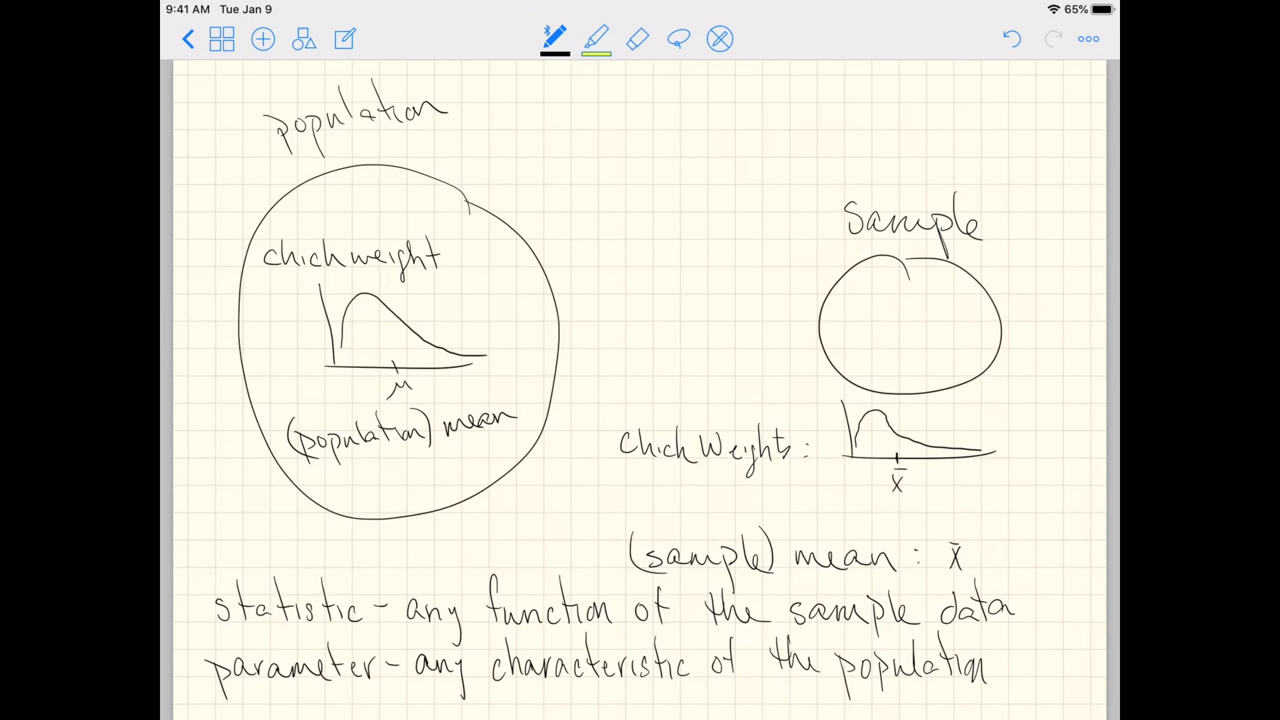 9:41 AM Tue Jan 9
65%
population
Sample
chickweight
μ
(population) mean
ChickWeights:
x̄
(sample) mean: x̄
statistic - any function of the sample data
parameter - any characteristic of the population